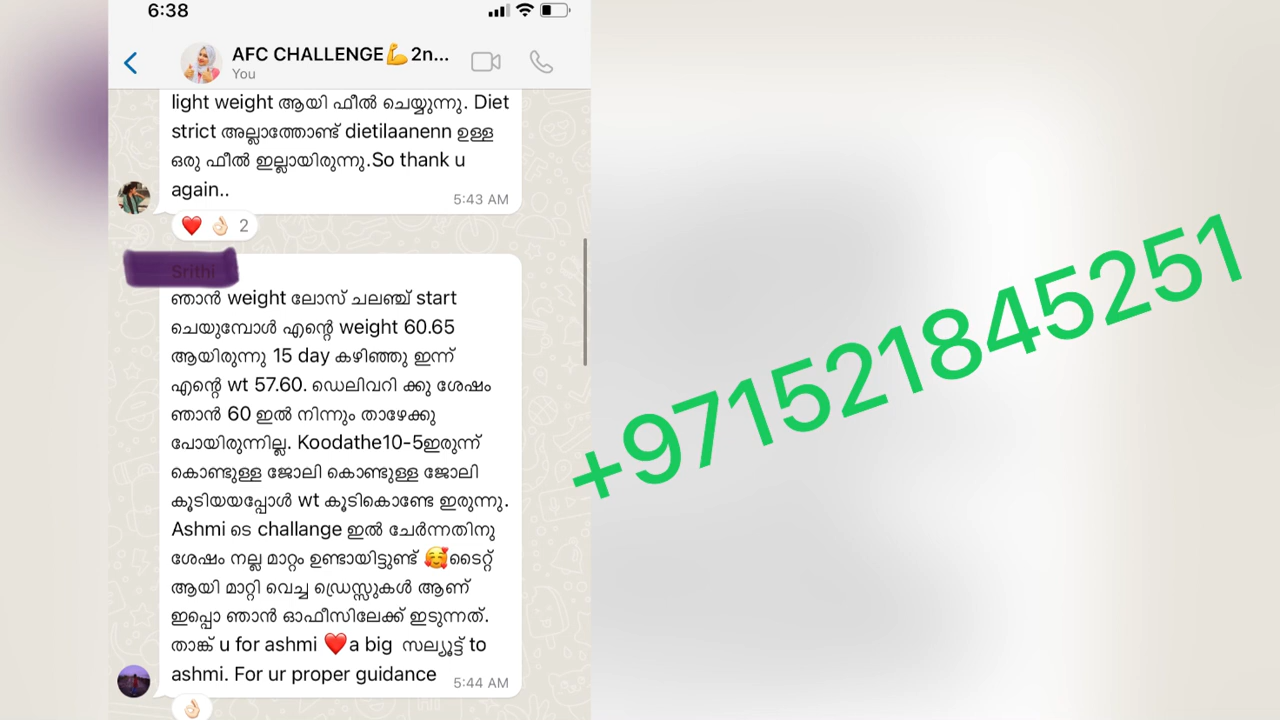 6:38
AFC CHALLENGE💪2n...
You
light weight ആയി ഫീൽ ചെയ്യുന്നു. Diet
strict അല്ലാത്തോണ്ട് dietilaanenn ഉള്ള
ഒരു ഫീൽ ഇല്ലായിരുന്നു.So thank u
again..
5:43 AM
❤️👌🏻 2
Srithi
ഞാൻ weight ലോസ് ചലഞ്ച് start
ചെയുമ്പോൾ എന്റെ weight 60.65
ആയിരുന്നു 15 day കഴിഞ്ഞു ഇന്ന്
എന്റെ wt 57.60. ഡെലിവറി ക്കു ശേഷം
ഞാൻ 60 ഇൽ നിന്നും താഴേക്കു
പോയിരുന്നില്ല. Koodathe10-5ഇരുന്ന്
കൊണ്ടുള്ള ജോലി കൊണ്ടുള്ള ജോലി
കൂടിയയപ്പോൾ wt കൂടികൊണ്ടേ ഇരുന്നു.
Ashmi ടെ challange ഇൽ ചേർന്നതിനു
ശേഷം നല്ല മാറ്റം ഉണ്ടായിട്ടുണ്ട് 🥰ടൈറ്റ്
ആയി മാറ്റി വെച്ച ഡ്രെസ്സുകൾ ആണ്
ഇപ്പൊ ഞാൻ ഓഫീസിലേക്ക് ഇടുന്നത്.
താങ്ക് u for ashmi ❤️a big സല്യൂട്ട് to
ashmi. For ur proper guidance
5:44 AM
👌🏻
+971521845251